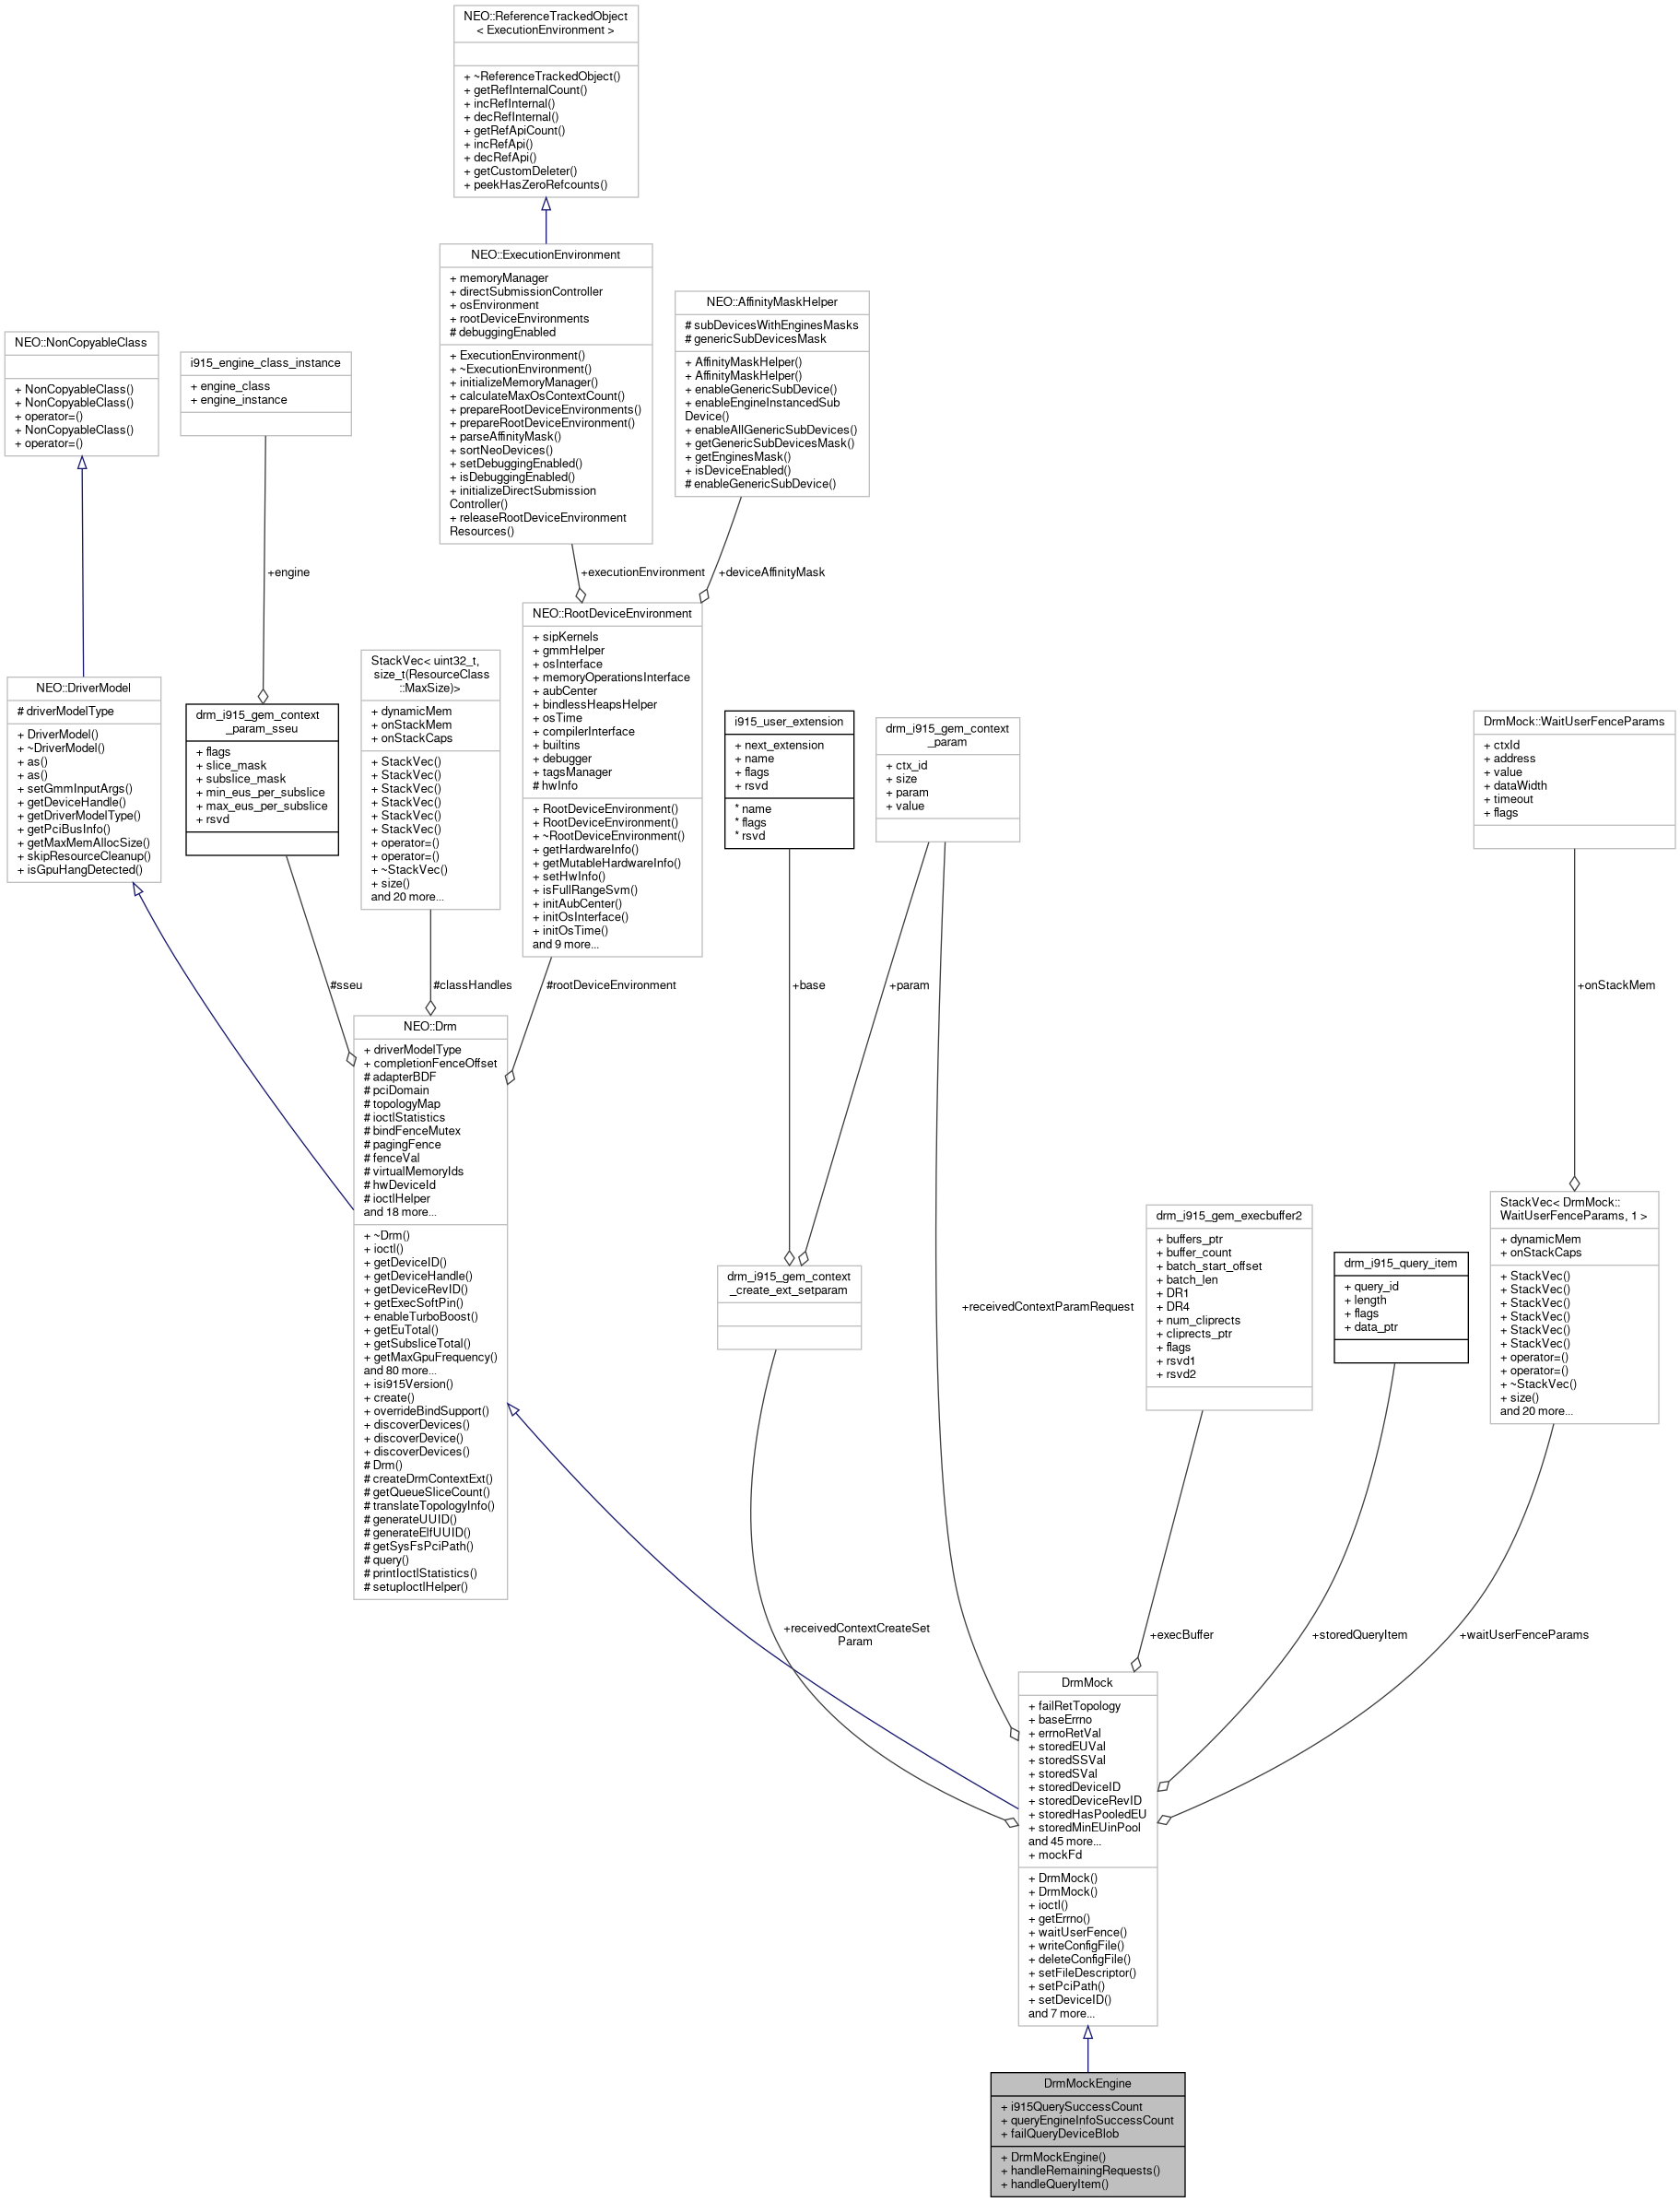 NEO::ReferenceTrackedObject
< ExecutionEnvironment >
+ ~ReferenceTrackedObject()
+ getRefInternalCount()
+ incRefInternal()
+ decRefInternal()
+ getRefApiCount()
+ incRefApi()
+ decRefApi()
+ getCustomDeleter()
+ peekHasZeroRefcounts()
NEO::ExecutionEnvironment
+ memoryManager
+ directSubmissionController
+ osEnvironment
+ rootDeviceEnvironments
# debuggingEnabled
+ ExecutionEnvironment()
+ ~ExecutionEnvironment()
+ initializeMemoryManager()
+ calculateMaxOsContextCount()
+ prepareRootDeviceEnvironments()
+ prepareRootDeviceEnvironment()
+ parseAffinityMask()
+ sortNeoDevices()
+ setDebuggingEnabled()
+ isDebuggingEnabled()
+ initializeDirectSubmission
Controller()
+ releaseRootDeviceEnvironment
Resources()
NEO::AffinityMaskHelper
# subDevicesWithEnginesMasks
# genericSubDevicesMask
+ AffinityMaskHelper()
+ AffinityMaskHelper()
+ enableGenericSubDevice()
+ enableEngineInstancedSub
Device()
+ enableAllGenericSubDevices()
+ getGenericSubDevicesMask()
+ getEnginesMask()
+ isDeviceEnabled()
# enableGenericSubDevice()
NEO::NonCopyableClass
+ NonCopyableClass()
+ NonCopyableClass()
+ operator=()
+ NonCopyableClass()
+ operator=()
i915_engine_class_instance
+ engine_class
+ engine_instance
+engine
+executionEnvironment
+deviceAffinityMask
NEO::DriverModel
# driverModelType
+ DriverModel()
+ ~DriverModel()
+ as()
+ as()
+ setGmmInputArgs()
+ getDeviceHandle()
+ getDriverModelType()
+ getPciBusInfo()
+ getMaxMemAllocSize()
+ skipResourceCleanup()
+ isGpuHangDetected()
drm_i915_gem_context
_param_sseu
+ flags
+ slice_mask
+ subslice_mask
+ min_eus_per_subslice
+ max_eus_per_subslice
+ rsvd
StackVec< uint32_t,
size_t(ResourceClass
::MaxSize)>
+ dynamicMem
+ onStackMem
+ onStackCaps
+ StackVec()
+ StackVec()
+ StackVec()
+ StackVec()
+ StackVec()
+ StackVec()
+ operator=()
+ operator=()
+ ~StackVec()
+ size()
and 20 more...
NEO::RootDeviceEnvironment
+ sipKernels
+ gmmHelper
+ osInterface
+ memoryOperationsInterface
+ aubCenter
+ bindlessHeapsHelper
+ osTime
+ compilerInterface
+ builtins
+ debugger
+ tagsManager
# hwInfo
+ RootDeviceEnvironment()
+ RootDeviceEnvironment()
+ ~RootDeviceEnvironment()
+ getHardwareInfo()
+ getMutableHardwareInfo()
+ setHwInfo()
+ isFullRangeSvm()
+ initAubCenter()
+ initOsInterface()
+ initOsTime()
and 9 more...
i915_user_extension
+ next_extension
+ name
+ flags
+ rsvd
* name
* flags
* rsvd
drm_i915_gem_context
_param
+ ctx_id
+ size
+ param
+ value
DrmMock::WaitUserFenceParams
+ ctxId
+ address
+ value
+ dataWidth
+ timeout
+ flags
#sseu
#classHandles
#rootDeviceEnvironment
+base
+param
+onStackMem
NEO::Drm
+ driverModelType
+ completionFenceOffset
# adapterBDF
# pciDomain
# topologyMap
# ioctlStatistics
# bindFenceMutex
# pagingFence
# fenceVal
# virtualMemoryIds
# hwDeviceId
# ioctlHelper
and 18 more...
+ ~Drm()
+ ioctl()
+ getDeviceID()
+ getDeviceHandle()
+ getDeviceRevID()
+ getExecSoftPin()
+ enableTurboBoost()
+ getEuTotal()
+ getSubsliceTotal()
+ getMaxGpuFrequency()
and 80 more...
+ isi915Version()
+ create()
+ overrideBindSupport()
+ discoverDevices()
+ discoverDevice()
+ discoverDevices()
# Drm()
# createDrmContextExt()
# getQueueSliceCount()
# translateTopologyInfo()
# generateUUID()
# generateElfUUID()
# getSysFsPciPath()
# query()
# printIoctlStatistics()
# setupIoctlHelper()
drm_i915_gem_context
_create_ext_setparam
+receivedContextParamRequest
drm_i915_gem_execbuffer2
+ buffers_ptr
+ buffer_count
+ batch_start_offset
+ batch_len
+ DR1
+ DR4
+ num_cliprects
+ cliprects_ptr
+ flags
+ rsvd1
+ rsvd2
drm_i915_query_item
+ query_id
+ length
+ flags
+ data_ptr
StackVec< DrmMock::
WaitUserFenceParams, 1 >
+ dynamicMem
+ onStackCaps
+ StackVec()
+ StackVec()
+ StackVec()
+ StackVec()
+ StackVec()
+ StackVec()
+ operator=()
+ operator=()
+ ~StackVec()
+ size()
and 20 more...
+receivedContextCreateSet
Param
+execBuffer
+storedQueryItem
+waitUserFenceParams
DrmMock
+ failRetTopology
+ baseErrno
+ errnoRetVal
+ storedEUVal
+ storedSSVal
+ storedSVal
+ storedDeviceID
+ storedDeviceRevID
+ storedHasPooledEU
+ storedMinEUinPool
and 45 more...
+ mockFd
+ DrmMock()
+ DrmMock()
+ ioctl()
+ getErrno()
+ waitUserFence()
+ writeConfigFile()
+ deleteConfigFile()
+ setFileDescriptor()
+ setPciPath()
+ setDeviceID()
and 7 more...
DrmMockEngine
+ i915QuerySuccessCount
+ queryEngineInfoSuccessCount
+ failQueryDeviceBlob
+ DrmMockEngine()
+ handleRemainingRequests()
+ handleQueryItem()